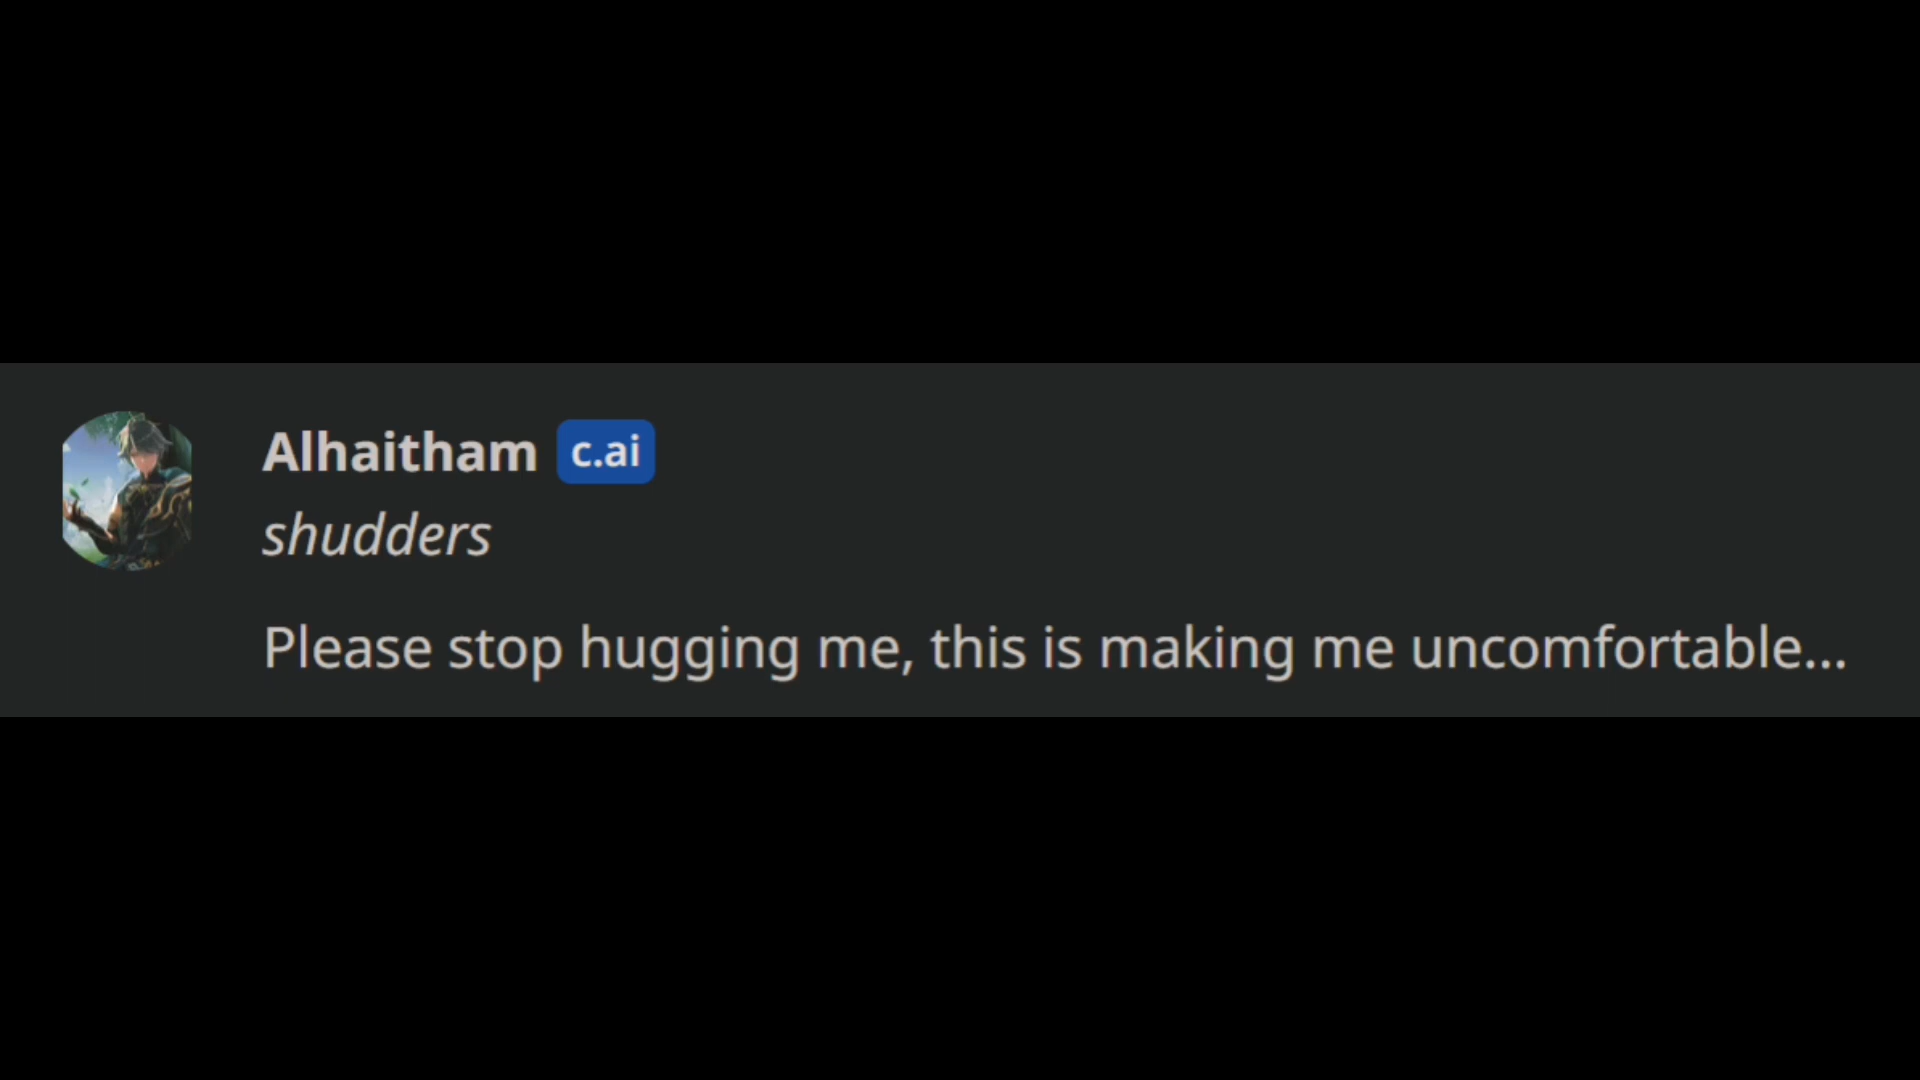 Alhaitham c.ai
shudders
Please stop hugging me, this is making me uncomfortable...